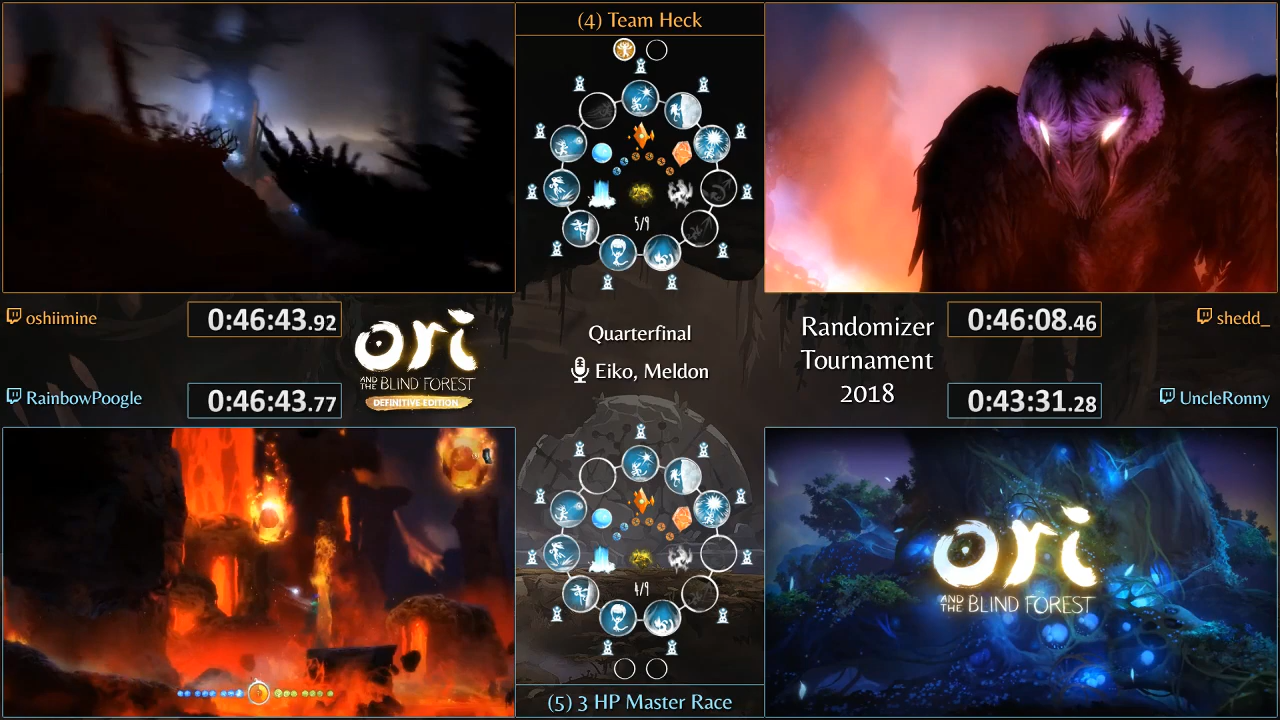 (4) Team Heck
5/9
oshiimine
0:46:43.92
RainbowPoogle
0:46:43.77
ori
AND THE BLIND FOREST
DEFINITIVE EDITION
Quarterfinal
Eiko, Meldon
Randomizer
Tournament
2018
0:46:08.46
shedd_
0:43:31.28
UncleRonny
4/9
(5) 3 HP Master Race
ori
AND THE BLIND FOREST